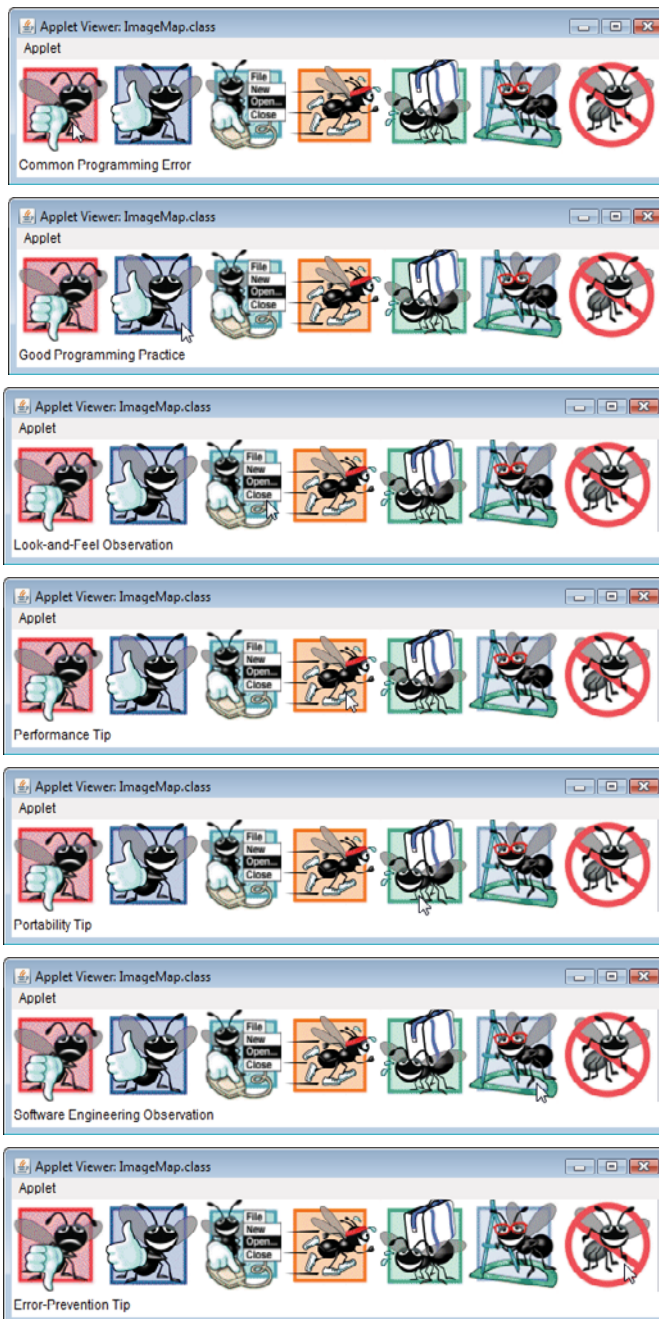 Applet Viewer: ImageMap.class
Applet
File
New
Open...
Close
Common Programming Error
Applet Viewer: ImageMap.class
Applet
File
New
Open...
Close
Good Programming Practice
Applet Viewer: ImageMap.class
Applet
File
New
Open...
Close
Look-and-Feel Observation
Applet Viewer: ImageMap.class
Applet
File
New
Open...
Close
Performance Tip
Applet Viewer: ImageMap.class
Applet
File
New
Open...
Close
Portability Tip
Applet Viewer: ImageMap.class
Applet
File
New
Open...
Close
Software Engineering Observation
Applet Viewer: ImageMap.class
Applet
File
New
Open...
Close
Error-Prevention Tip